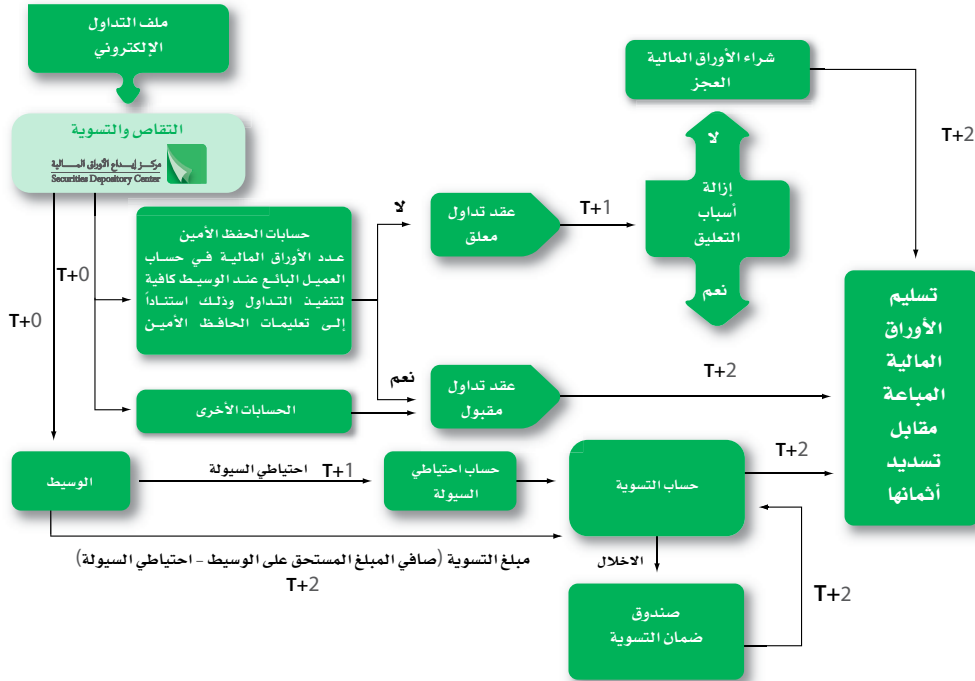 ملف التداول
الإلكتروني
التقاص والتسوية
مركز إيداع الأوراق المالية
Securities Depository Center
شراء الأوراق المالية
العجز
T+2
لا
إزالة
أسباب
التعليق
نعم
T+1
عقد تداول
معلق
لا
حسابات الحفظ الأمين
عدد الأوراق المالية في حساب
العميل البائع عند الوسيط كافية
لتنفيذ التداول وذلك استناداً
إلى تعليمات الحافظ الأمين
T+0
T+0
نعم
عقد تداول
مقبول
T+2
الحسابات الأخرى
تسليم
الأوراق
المالية
المباعة
مقابل
تسديد
أثمانها
الوسيط
احتياطي السيولة T+1
حساب احتياطي
السيولة
حساب التسوية
T+2
مبلغ التسوية (صافي المبلغ المستحق على الوسيط - احتياطي السيولة)
T+2
الاخلال
صندوق
ضمان التسوية
T+2